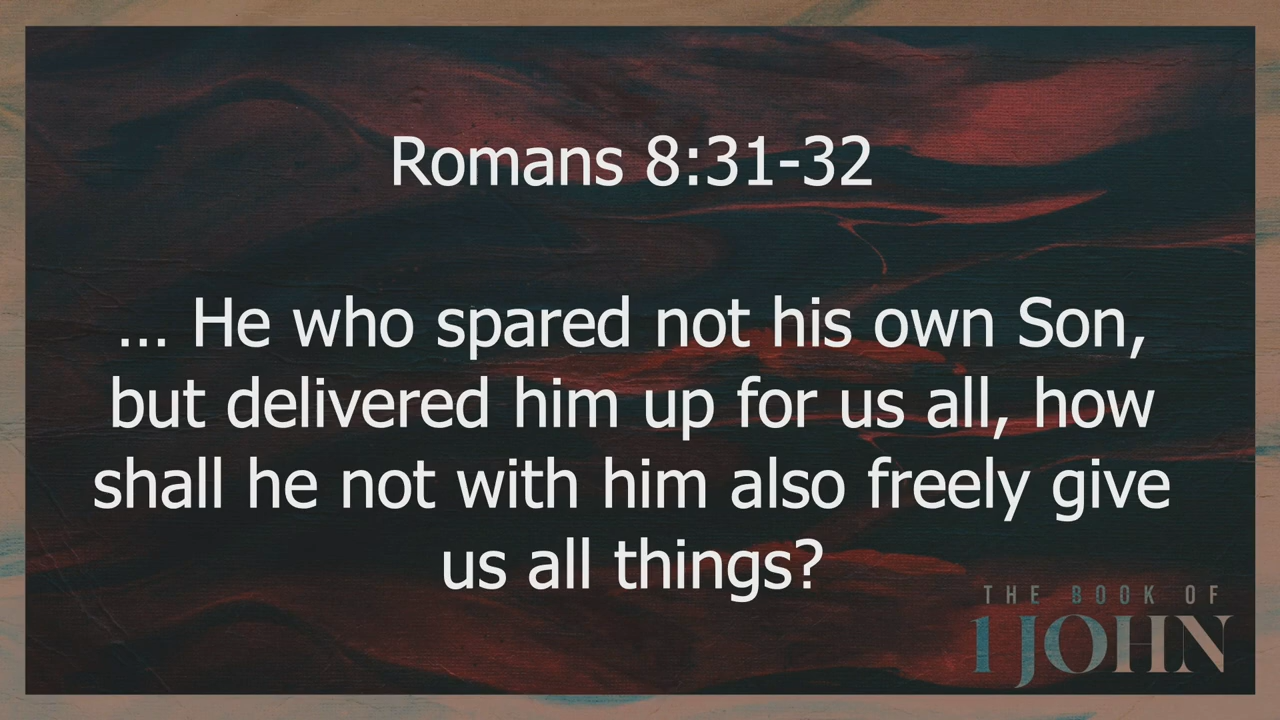 Romans 8:31-32
... He who spared not his own Son,
but delivered him up for us all, how
shall he not with him also freely give
us all things?
THE BOOK OF
1 JOHN